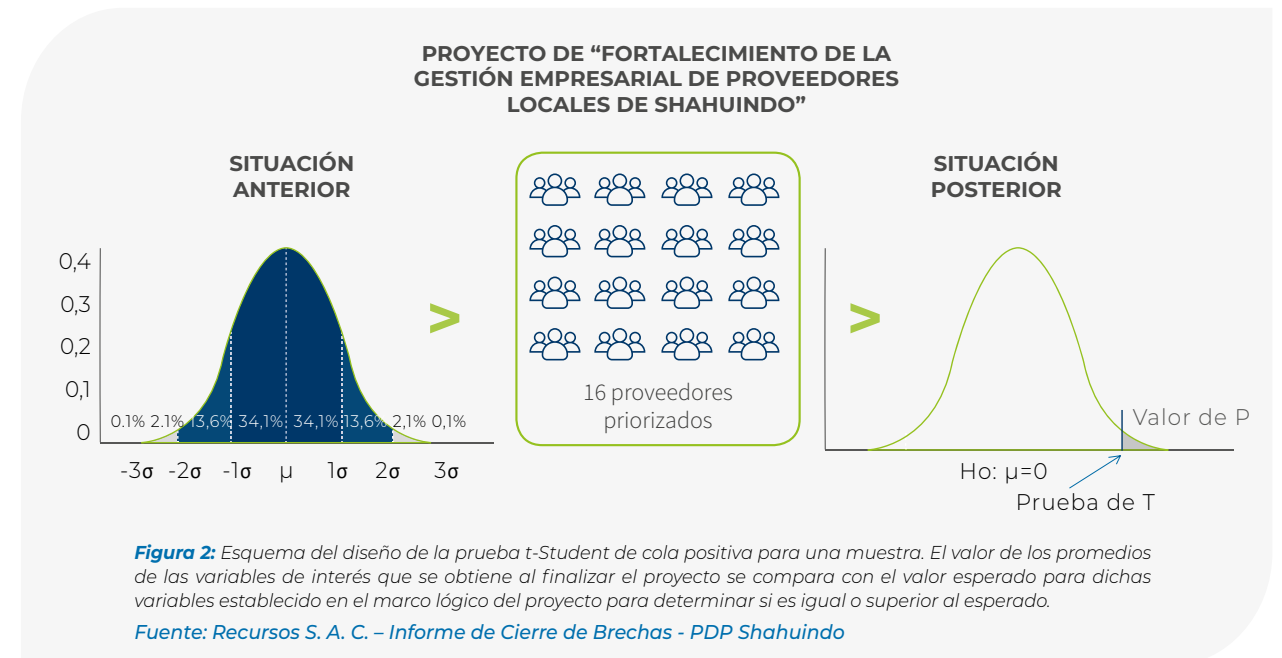 PROYECTO DE “FORTALECIMIENTO DE LA
GESTIÓN EMPRESARIAL DE PROVEEDORES
LOCALES DE SHAHUINDO”
SITUACIÓN
ANTERIOR
0,4
0,3
0,2
0,1
0
0.1% 2.1% 13,6% 34,1% 34,1% 13,6% 2,1% 0,1%
-3σ -2σ -1σ μ 1σ 2σ 3σ
>
16 proveedores
priorizados
>
SITUACIÓN
POSTERIOR
Valor de P
Ho: μ=0
Prueba de T
Figura 2: Esquema del diseño de la prueba t-Student de cola positiva para una muestra. El valor de los promedios
de las variables de interés que se obtiene al finalizar el proyecto se compara con el valor esperado para dichas
variables establecido en el marco lógico del proyecto para determinar si es igual o superior al esperado.
Fuente: Recursos S. A. C. – Informe de Cierre de Brechas - PDP Shahuindo